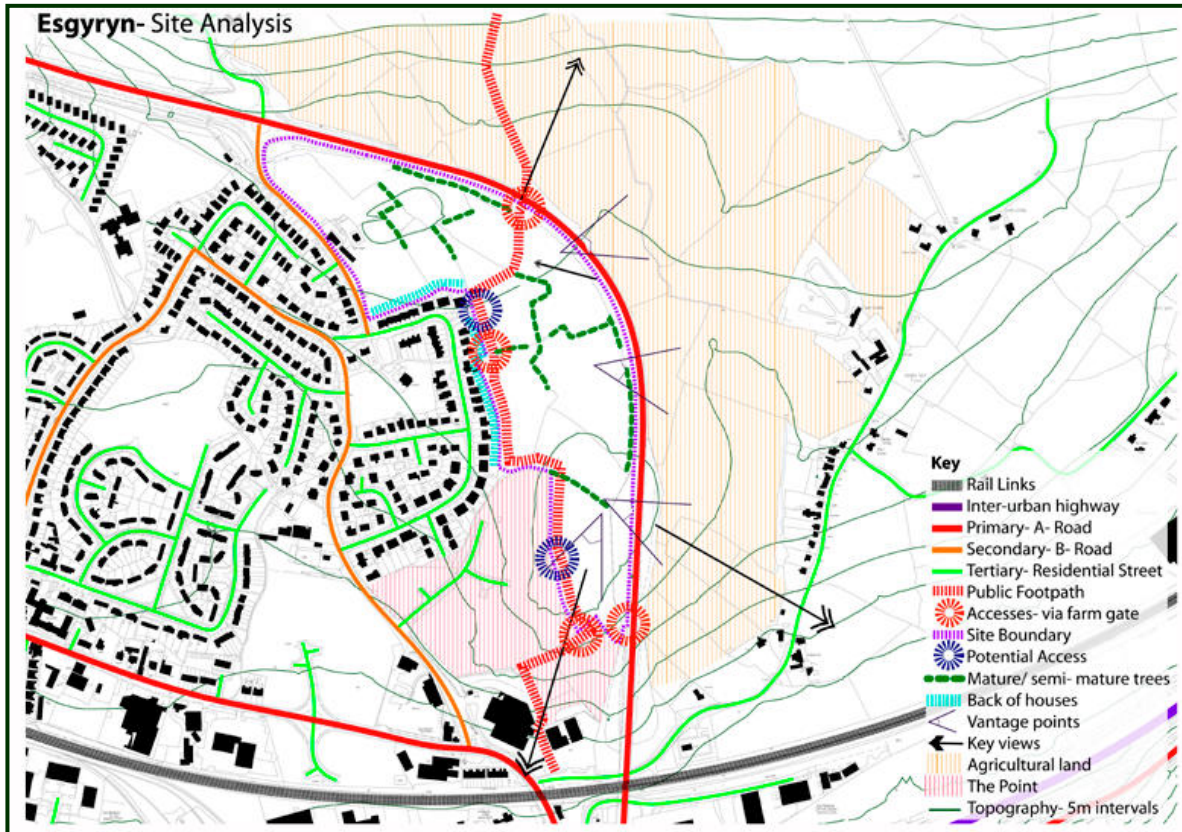 Esgyryn- Site Analysis
Key
Rail Links
Inter-urban highway
Primary- A- Road
Secondary- B- Road
Tertiary- Residential Street
Public Footpath
Accesses- via farm gate
Site Boundary
Potential Access
Mature/ semi- mature trees
Back of houses
Vantage points
Key views
Agricultural land
The Point
Topography- 5m intervals